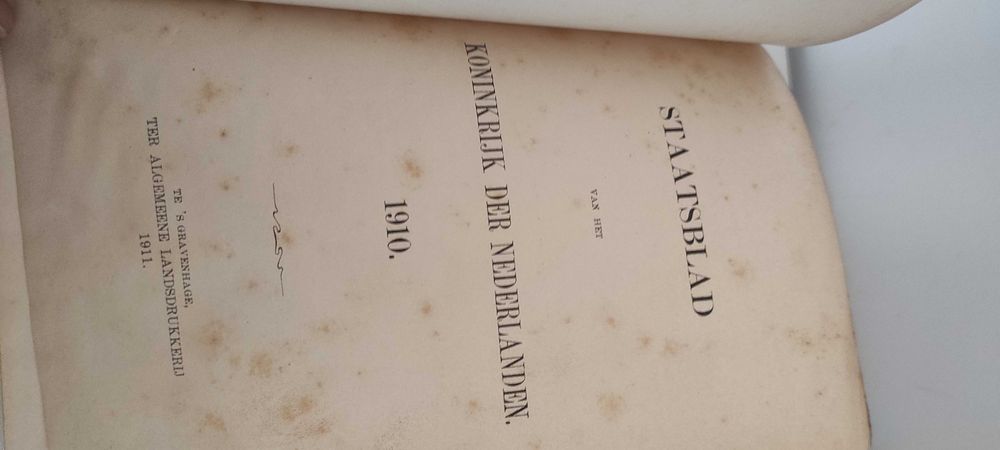 STAATSBLAD
VAN HET
KONINKRIJK DER NEDERLANDEN.
1910.
TE 'S GRAVENHAGE,
TER ALGEMEENE LANDSDRUKKERIJ
1911.